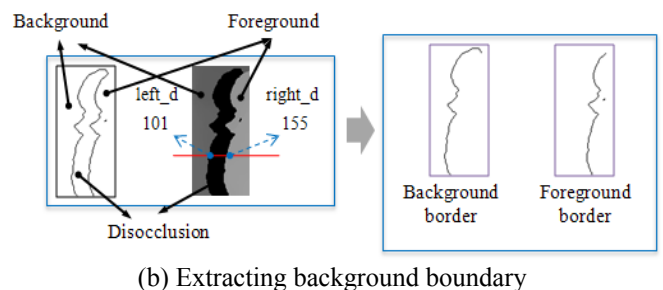 Background
Foreground
left_d
right_d
101
155
Disocclusion
Background
border
Foreground
border
(b) Extracting background boundary